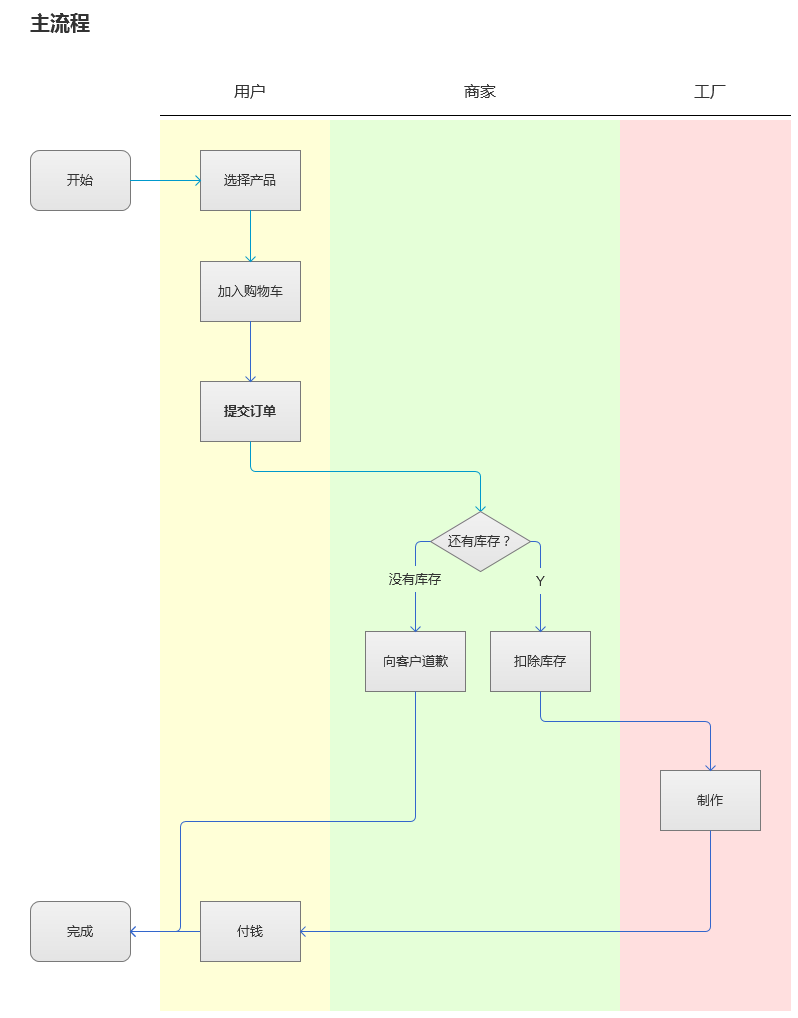 主流程
用户
商家
工厂
开始
选择产品
加入购物车
提交订单
还有库存？
没有库存
Y
向客户道歉
扣除库存
制作
完成
付钱